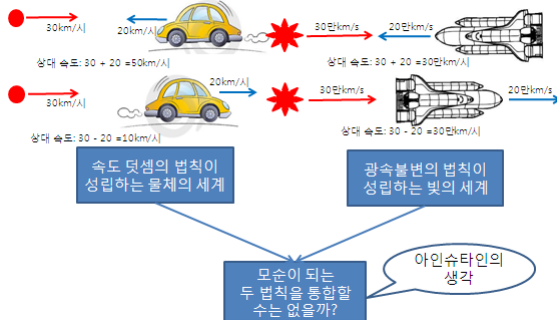 30km/시
20km/시
30만km/s
20만km/s
상대 속도: 30 + 20 =50km/시
상대 속도: 30 + 20 =30만km/시
30km/시
20km/시
30만km/s
20만km/s
상대 속도: 30 - 20 =10km/시
상대 속도: 30 - 20 =30만km/시
속도 덧셈의 법칙이
성립하는 물체의 세계
광속불변의 법칙이
성립하는 빛의 세계
아인슈타인의
생각
모순이 되는
두 법칙을 통합할
수는 없을까?